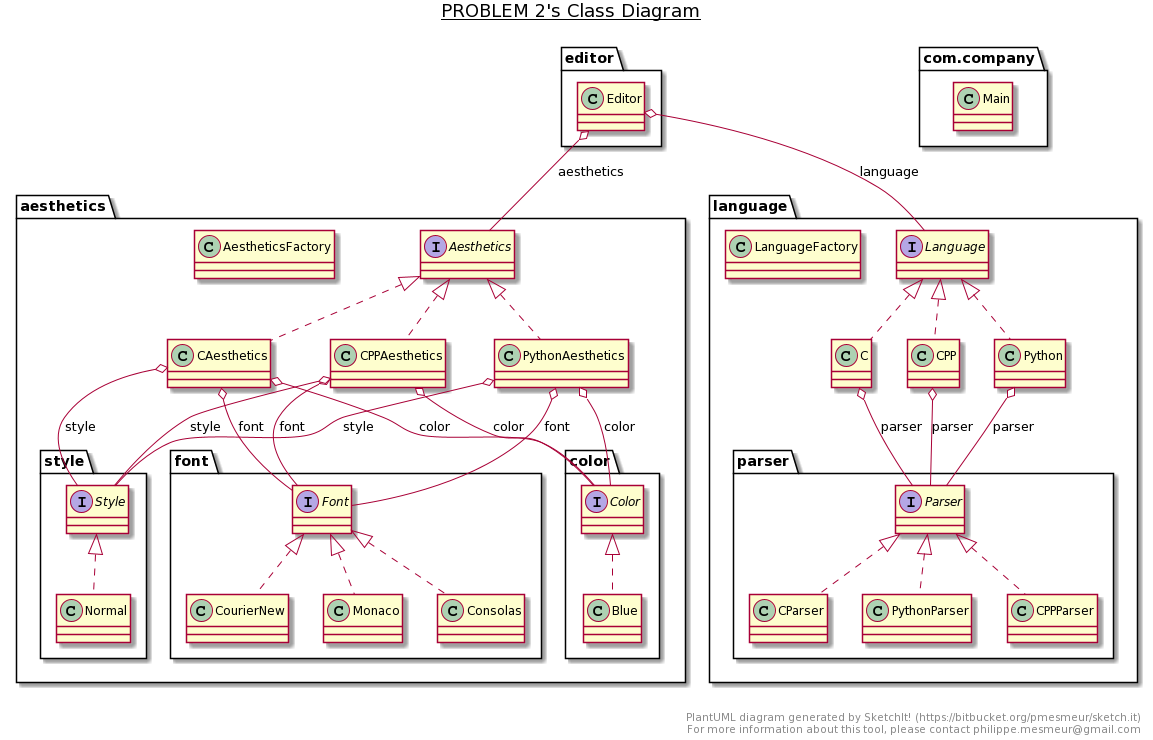 PROBLEM 2's Class Diagram
editor
com.company
C Editor
C Main
aesthetics
language
aesthetics
language
C AestheticsFactory
I Aesthetics
C LanguageFactory
I Language
C CAesthetics
C CPPAesthetics
C PythonAesthetics
C C
C CPP
C Python
style
style
font
font
style
color
color
font
color
parser
parser
parser
style
font
color
parser
I Style
I Font
I Color
I Parser
C Normal
C CourierNew
C Monaco
C Consolas
C Blue
C CParser
C PythonParser
C CPPParser
PlantUML diagram generated by SketchIt! (https://bitbucket.org/pmesmeur/sketch.it)
For more information about this tool, please contact philippe.mesmeur@gmail.com